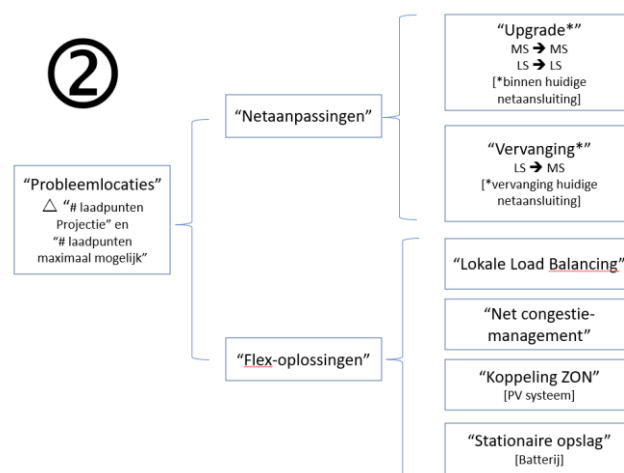 ②
“Probleemlocaties”
△ “# laadpunten
Projectie” en
“# laadpunten
maximaal mogelijk”
“Netaanpassingen”
“Upgrade*”
MS ➔ MS
LS ➔ LS
[*binnen huidige
netaansluiting]
“Vervanging*”
LS ➔ MS
[*vervanging huidige
netaansluiting]
“Flex-oplossingen”
“Lokale Load Balancing”
“Net congestie-
management”
“Koppeling ZON”
[PV systeem]
“Stationaire opslag”
[Batterij]